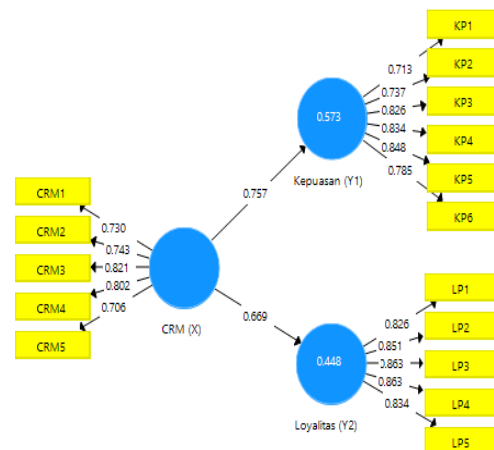 KP1
0.713
KP2
0.737
0.826
KP3
0.573
0.834
KP4
0.848
0.785
KP5
Kepuasan (Y1)
KP6
0.757
CRM1
0.730
CRM2
0.743
CRM3
0.821
0.802
CRM4
0.706
CRM5
CRM (X)
0.669
LP1
0.826
LP2
0.851
0.863
LP3
0.448
0.863
LP4
0.834
Loyalitas (Y2)
LP5